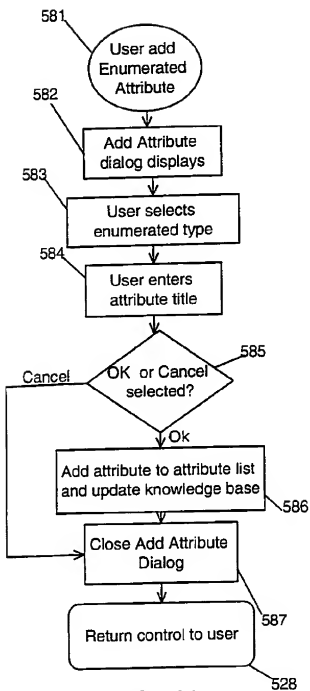 581
User add
Enumerated
Attribute
582
Add Attribute
dialog displays
583
User selects
enumerated type
584
User enters
attribute title
585
OK or Cancel
selected?
Cancel
Ok
Add attribute to attribute list
and update knowledge base
586
Close Add Attribute
Dialog
587
Return control to user
528